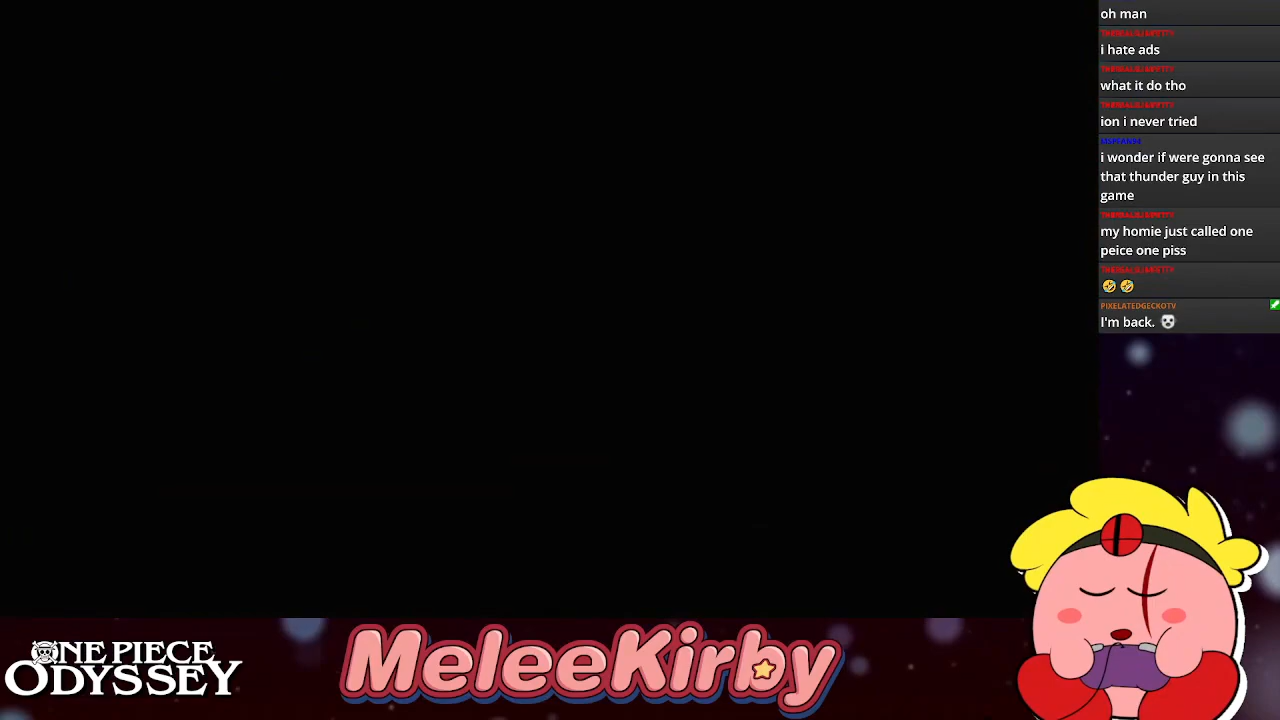 oh man
i hate ads
what it do tho
ion i never tried
i wonder if were gonna see
that thunder guy in this
game
my homie just called one
peice one piss
PIXELATEDGECKOTV
I'm back.
ONE PIECE
ODYSSEY
MeleeKirby